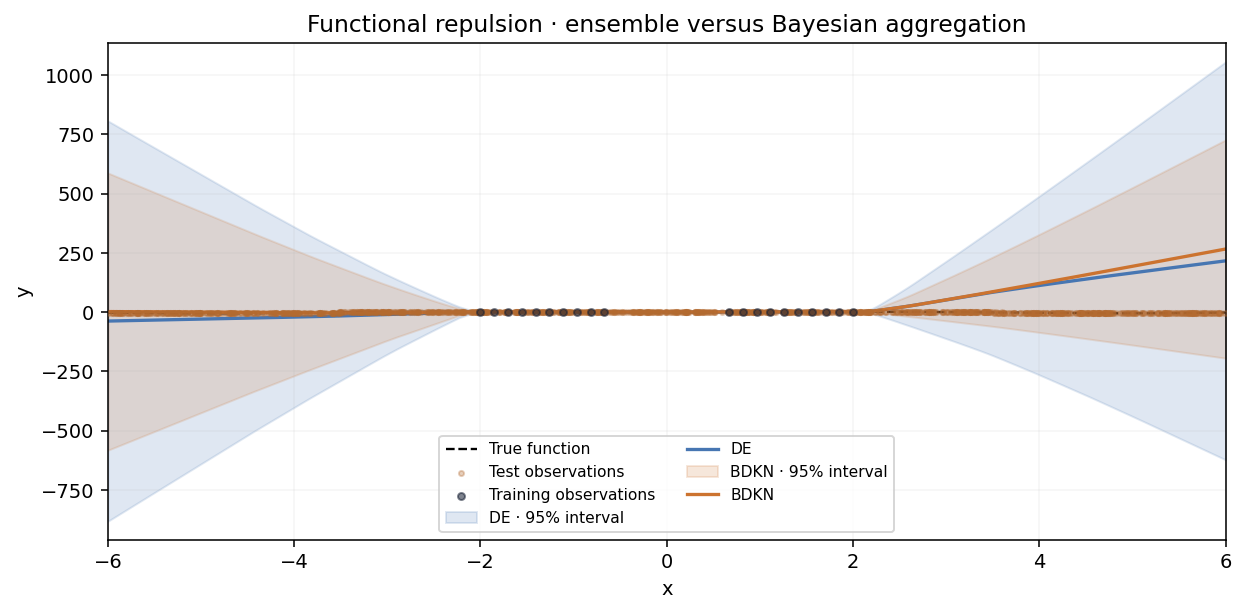 Functional repulsion · ensemble versus Bayesian aggregation
y
1000
750
500
250
0
−250
−500
−750
True function
Test observations
Training observations
DE · 95% interval
DE
BDKN · 95% interval
BDKN
−6
−4
−2
0
2
4
6
x